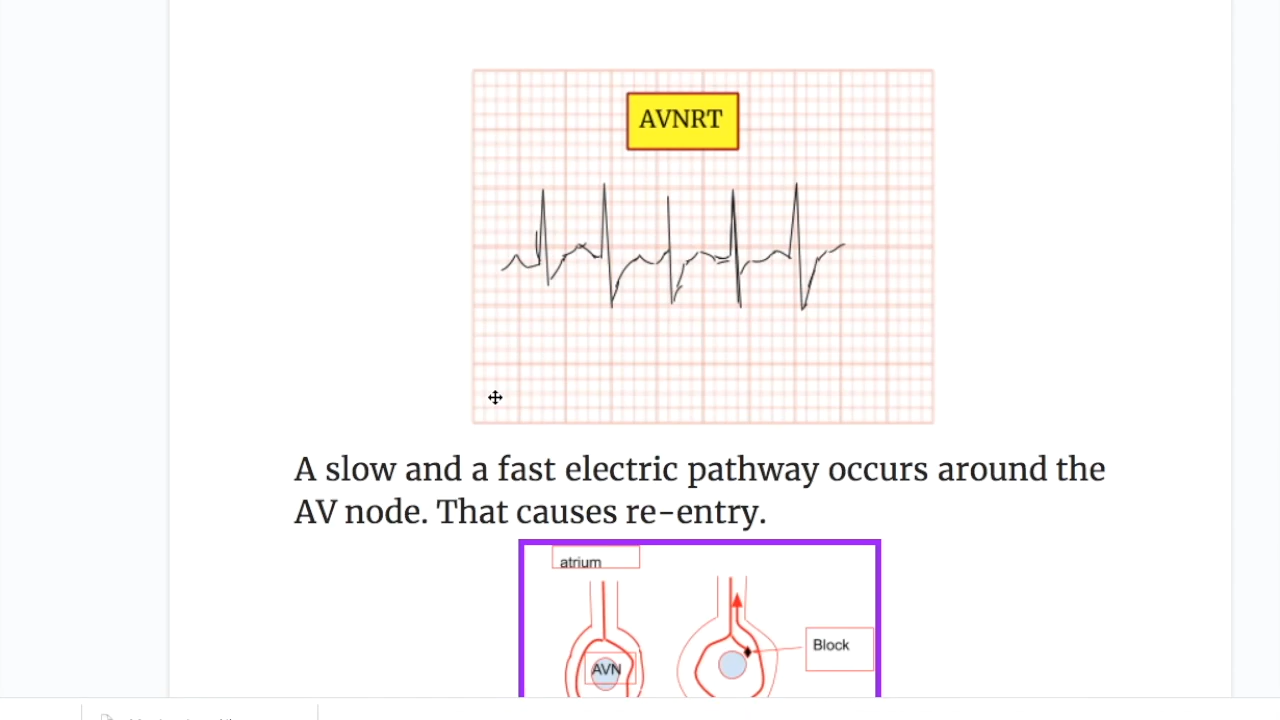 AVNRT
A slow and a fast electric pathway occurs around the
AV node. That causes re-entry.
atrium
Block
AVN